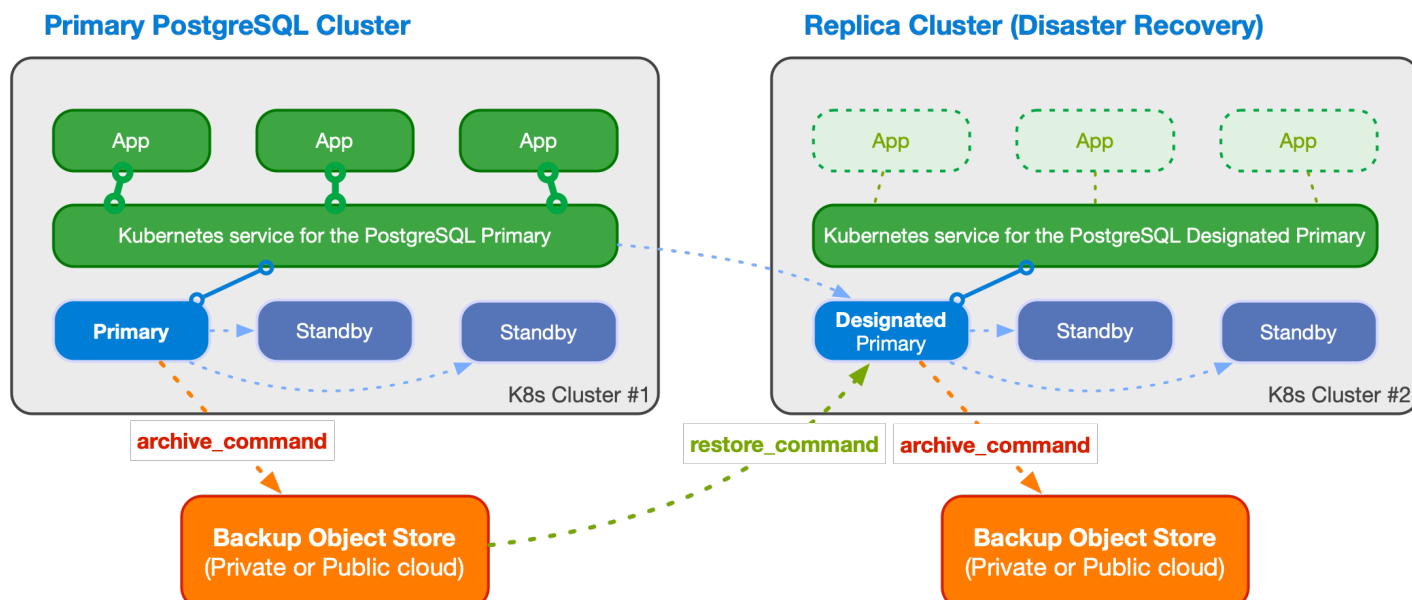 Primary PostgreSQL Cluster
App
App
App
Kubernetes service for the PostgreSQL Primary
Primary
Standby
Standby
K8s Cluster #1
archive_command
Backup Object Store
(Private or Public cloud)
restore_command
Replica Cluster (Disaster Recovery)
App
App
App
Kubernetes service for the PostgreSQL Designated Primary
Designated
Primary
Standby
Standby
K8s Cluster #2
archive_command
Backup Object Store
(Private or Public cloud)